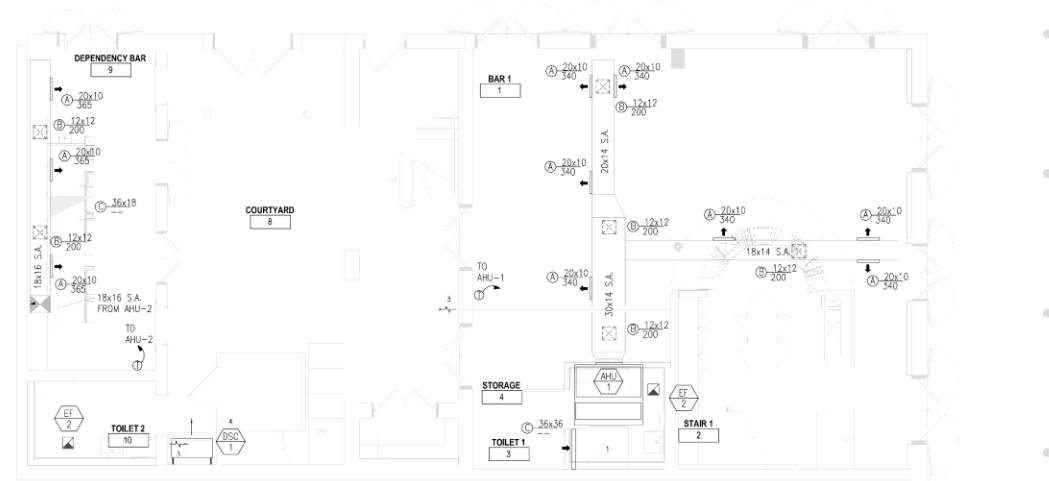 DEPENDENCY BAR
9
A 20x10
365
B 12x12
200
A 20x10
365
C 36x18
B 12x12
200
18x16 S.A.
A 20x10
365
18x16 S.A.
FROM AHU-2
TO
AHU-2
T
EF
2
TOILET 2
10
COURTYARD
8
4
3
DSC
1
3
TO
AHU-1
T
BAR 1
1
A 20x10
340
A 20x10
340
B 12x12
200
20x14 S.A.
A 20x10
340
B 12x12
200
A 20x10
340
30x14 S.A.
B 12x12
200
A 20x10
340
A 20x10
340
18x14 S.A.
B 12x12
200
A 20x10
340
AHU
1
STORAGE
4
EF
2
C 36x36
TOILET 1
3
1
STAIR 1
2